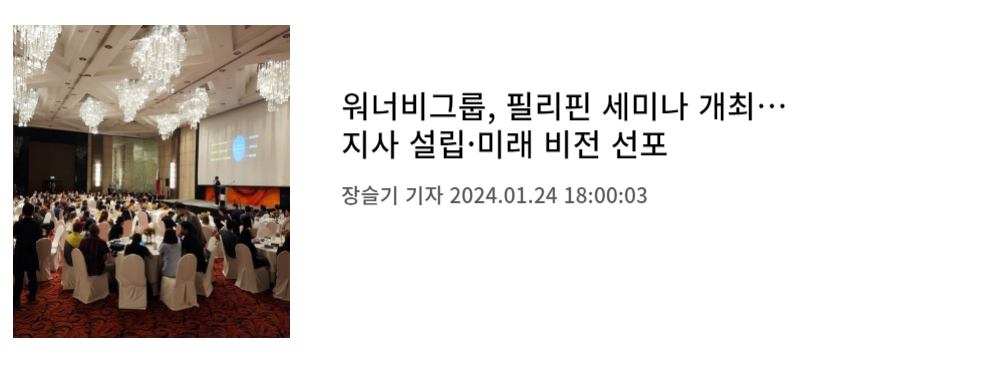 워너비그룹, 필리핀 세미나 개최…
지사 설립·미래 비전 선포
장슬기 기자 2024.01.24 18:00:03